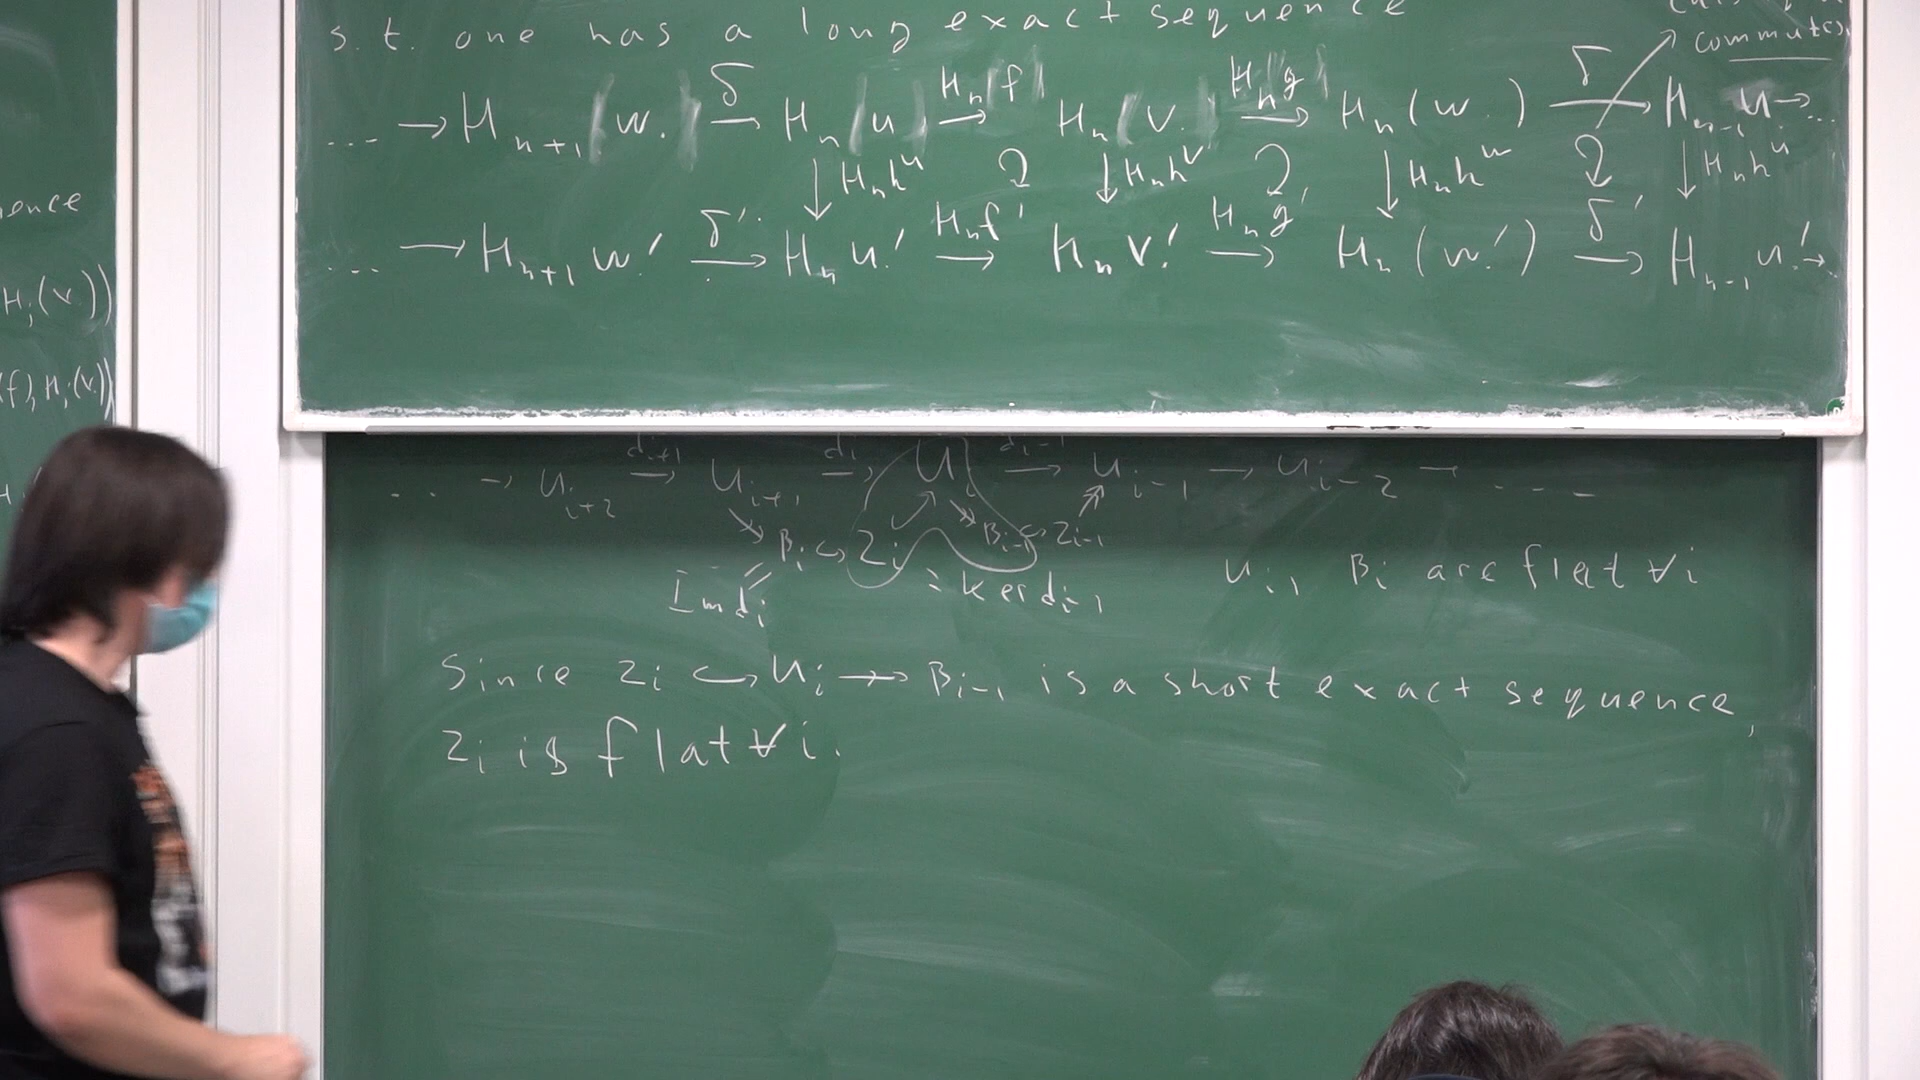 s.t. one has a long exact sequence
commutes,
... → H_{n+1}(W.) →^{δ} H_n(U.) →^{H_n(f)} H_n(V.) →^{H_n(g)} H_n(W.) →^{δ} H_{n-1} U → ...
↓ H_n h^U ↓ H_n h^V ↓ H_n h^W ↓ H_n h^U
... → H_{n+1} W.' →^{δ'} H_n U.' →^{H_n f'} H_n V.' →^{H_n g'} H_n(W.') →^{δ'} H_{n-1} U.' →
ence
H_i(V.))
(f), H_i(V.))
... → U_{i+2} →^{d_{i+1}} U_{i+1} →^{d_i} U_i →^{d_{i-1}} U_{i-1} → U_{i-2} → ...
↠ B_i ↪ Z_i ↪ ↠ B_{i-1} ↪ Z_{i-1}
Im d_i = ker d_{i-1}
U_i, B_i are flat ∀i
Since Z_i ↪ U_i ↠ B_{i-1} is a short exact sequence,
Z_i is flat ∀i.